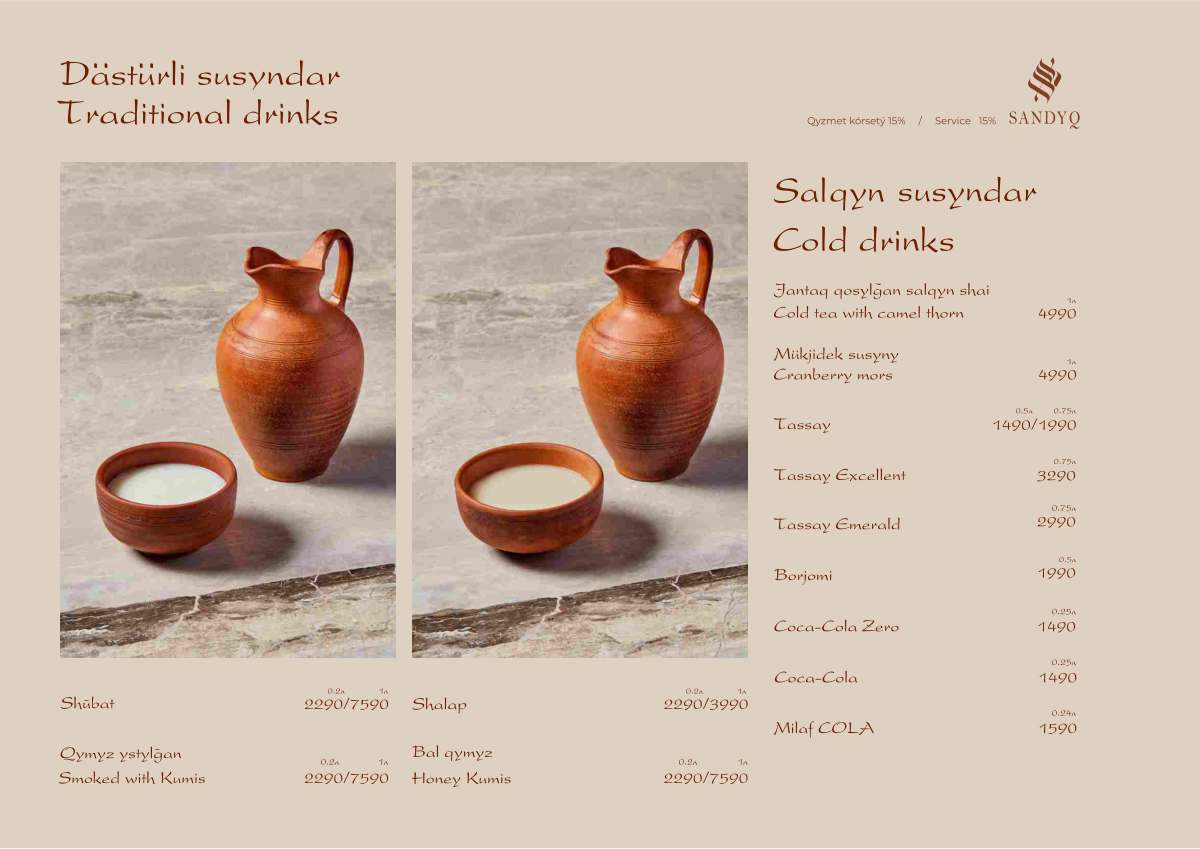 Dästürli susyndar
Traditional drinks
Qyzmet kórsetý 15% / Service 15%
SANDYQ
Salqyn susyndar
Cold drinks
Jantaq qosylğan salqyn shai
1л
Cold tea with camel thorn 4990
Mükjidek susyny
1л
Cranberry mors 4990
0.5л 0.75л
Tassay 1490/1990
0.75л
Tassay Excellent 3290
0.75л
Tassay Emerald 2990
0.5л
Borjomi 1990
0.25л
Coca-Cola Zero 1490
0.25л
Coca-Cola 1490
0.24л
Milaf COLA 1590
0.2л 1л
Shūbat 2290/7590
Qymyz ystylğan
0.2л 1л
Smoked with Kumis 2290/7590
0.2л 1л
Shalap 2290/3990
Bal qymyz
0.2л 1л
Honey Kumis 2290/7590